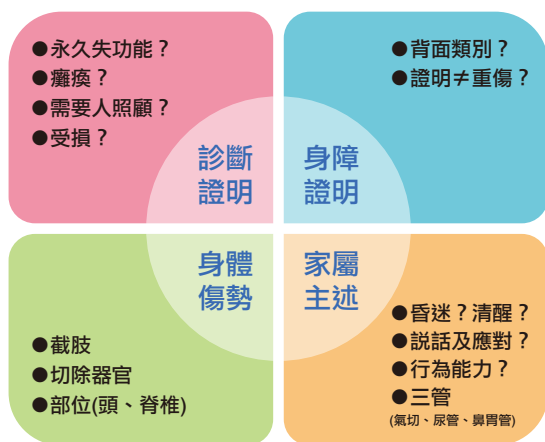 ●永久失功能？
●癱瘓？
●需要人照顧？
●受損？
診斷
證明
●背面類別？
●證明≠重傷？
身障
證明
身體
傷勢
●截肢
●切除器官
●部位(頭、脊椎)
家屬
主述
●昏迷？清醒？
●説話及應對？
●行為能力？
●三管
(氣切、尿管、鼻胃管)